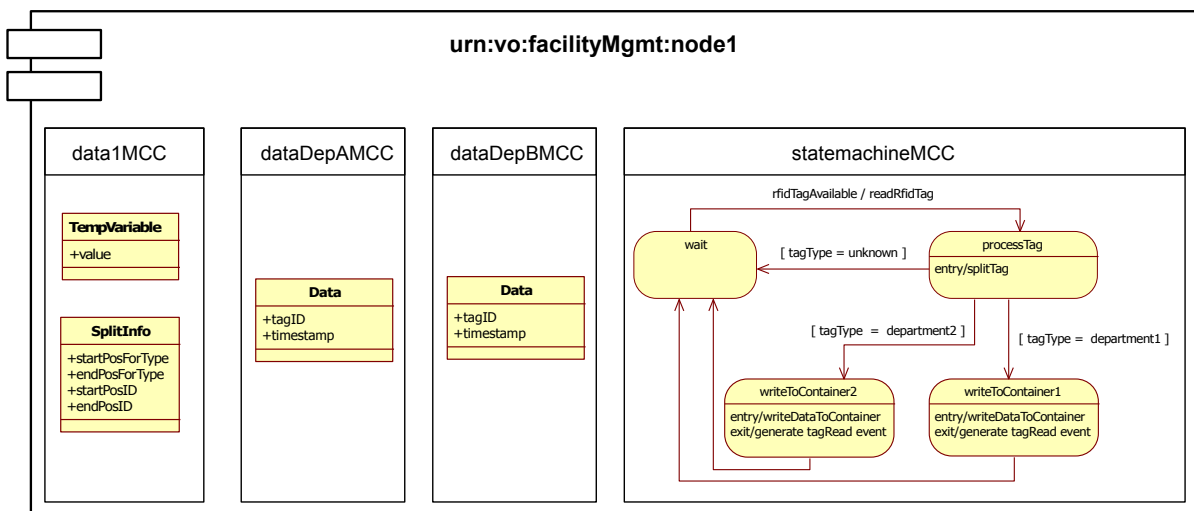 urn:vo:facilityMgmt:node1
data1MCC
TempVariable
+value
SplitInfo
+startPosForType
+endPosForType
+startPosID
+endPosID
dataDepAMCC
Data
+tagID
+timestamp
dataDepBMCC
Data
+tagID
+timestamp
statemachineMCC
rfidTagAvailable / readRfidTag
wait
processTag
entry/splitTag
[ tagType = unknown ]
[ tagType = department2 ]
[ tagType = department1 ]
writeToContainer2
entry/writeDataToContainer
exit/generate tagRead event
writeToContainer1
entry/writeDataToContainer
exit/generate tagRead event